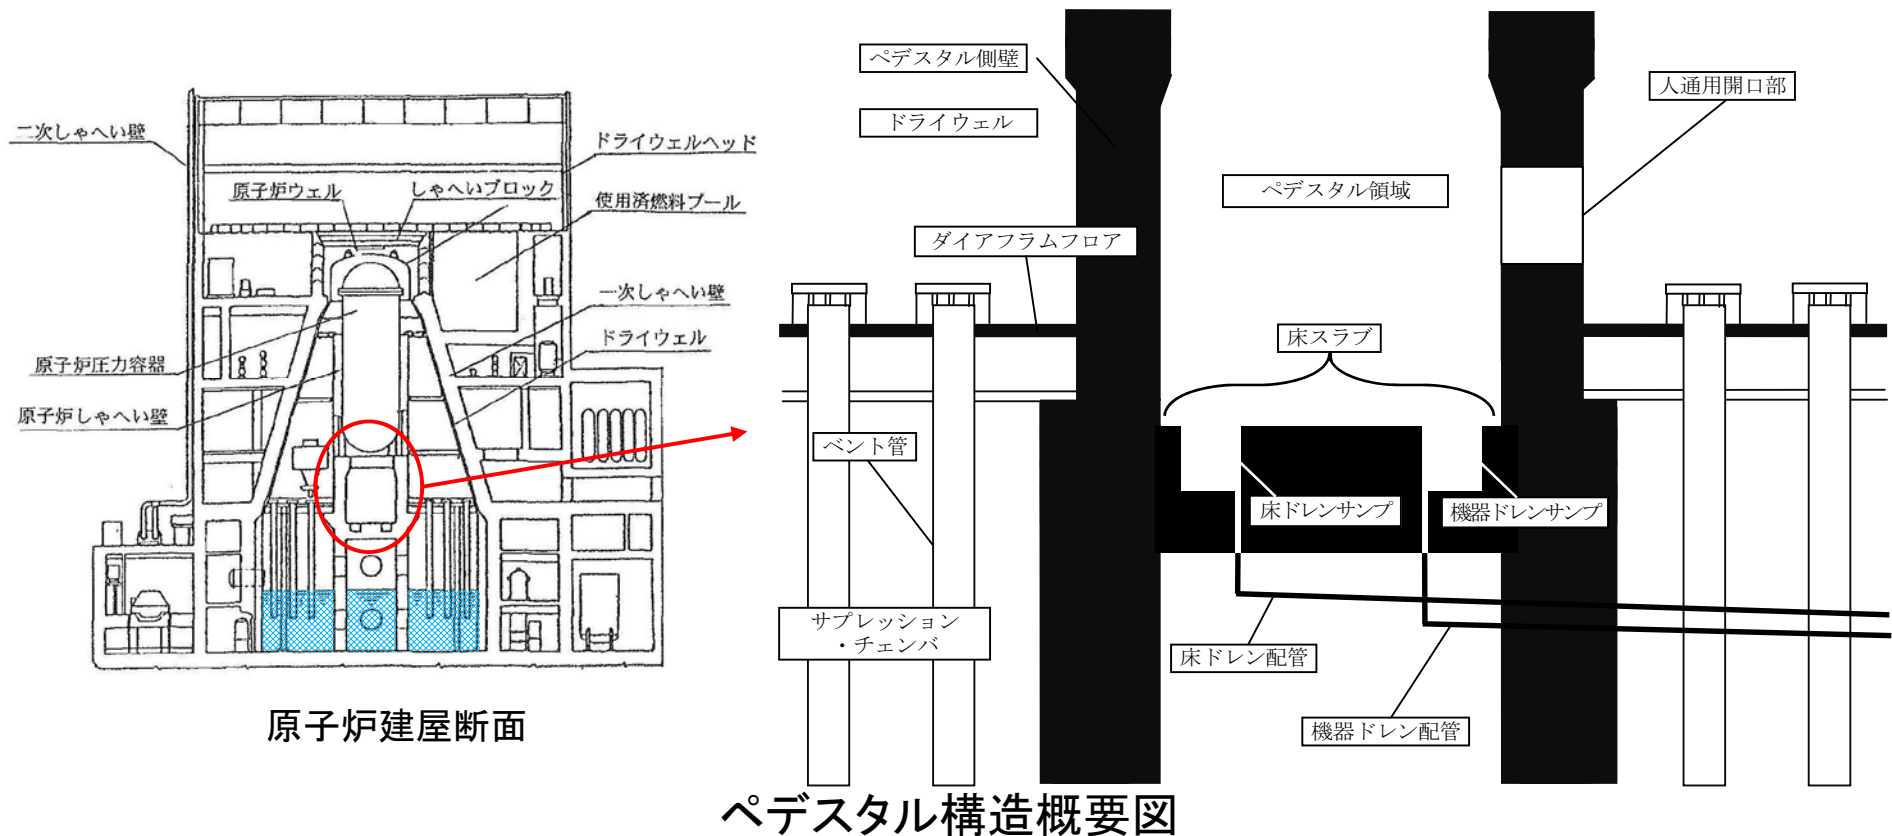 二次しゃへい壁
ドライウェルヘッド
原子炉ウェル
しゃへいブロック
使用済燃料プール
一次しゃへい壁
ドライウェル
原子炉圧力容器
原子炉しゃへい壁
原子炉建屋断面
ペデスタル側壁
人通用開口部
ドライウェル
ペデスタル領域
ダイアフラムフロア
床スラブ
ベント管
床ドレンサンプ
機器ドレンサンプ
サプレッション
・チェンバ
床ドレン配管
機器ドレン配管
ペデスタル構造概要図